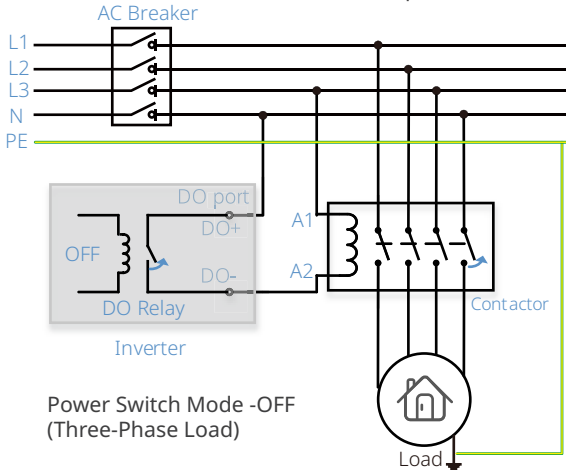 AC Breaker
L1
L2
L3
N
PE
DO port
DO+
A1
OFF
DO-
A2
DO Relay
Contactor
Inverter
Power Switch Mode -OFF
(Three-Phase Load)
Load